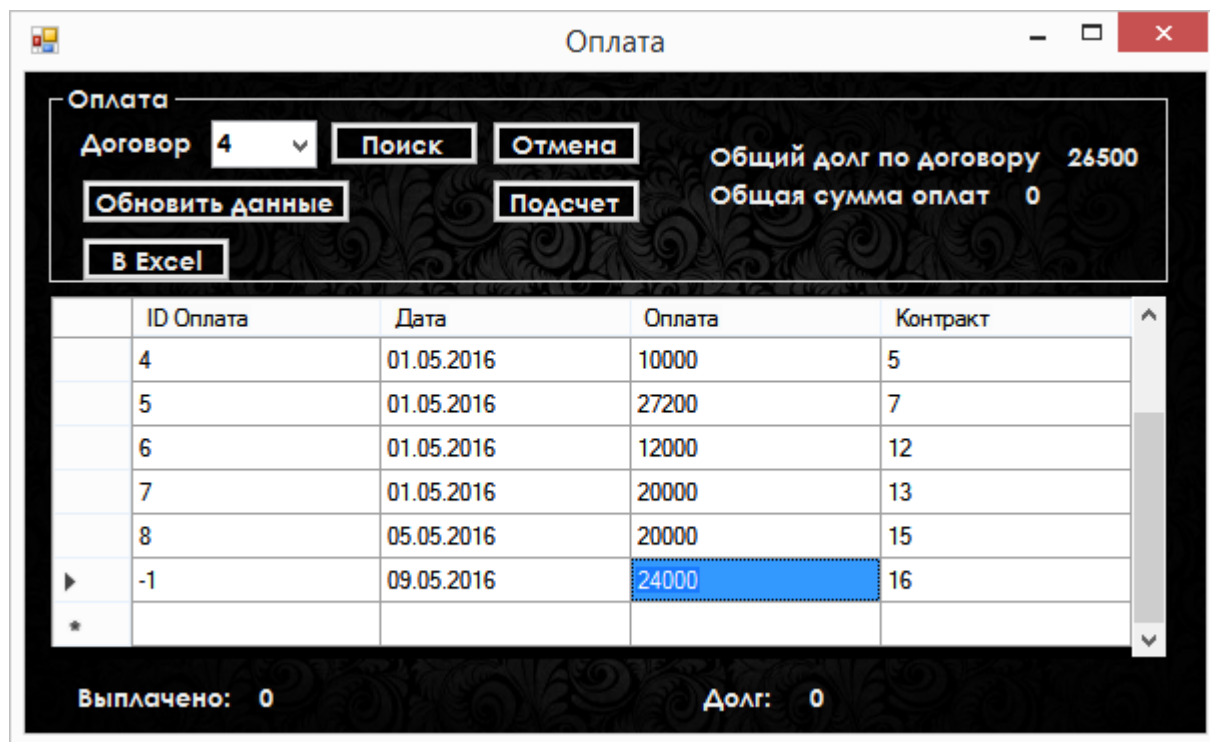 Оплата
Оплата
Договор 4 Поиск Отмена Общий долг по договору 26500
Обновить данные Подсчет Общая сумма оплат 0
В Excel
ID Оплата Дата Оплата Контракт
4 01.05.2016 10000 5
5 01.05.2016 27200 7
6 01.05.2016 12000 12
7 01.05.2016 20000 13
8 05.05.2016 20000 15
-1 09.05.2016 24000 16
Выплачено: 0 Долг: 0